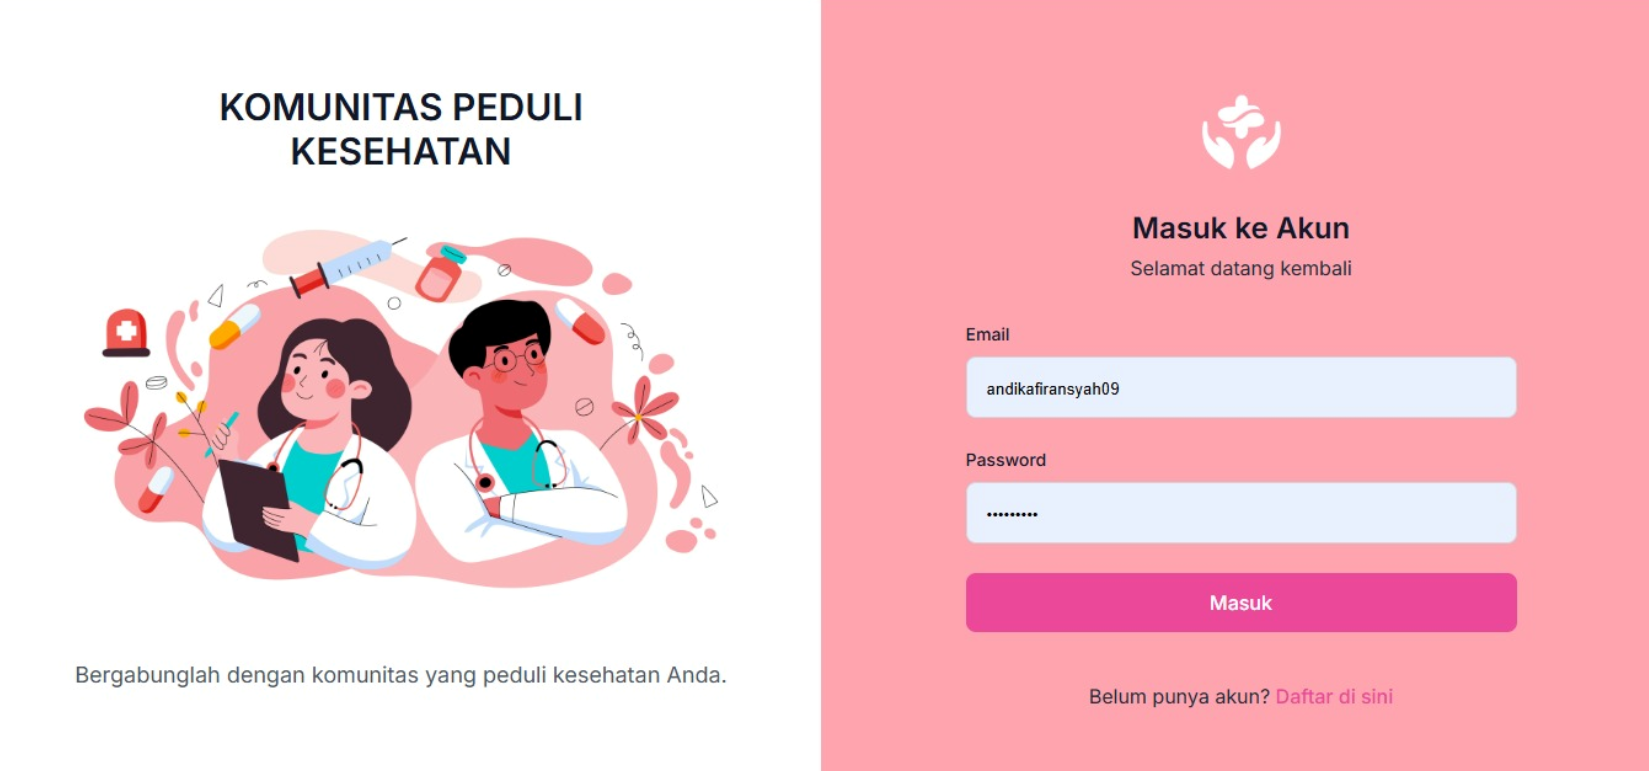 KOMUNITAS PEDULI
KESEHATAN
Bergabunglah dengan komunitas yang peduli kesehatan Anda.
Masuk ke Akun
Selamat datang kembali
Email
andikafiransyah09
Password
•••••••••
Masuk
Belum punya akun? Daftar di sini